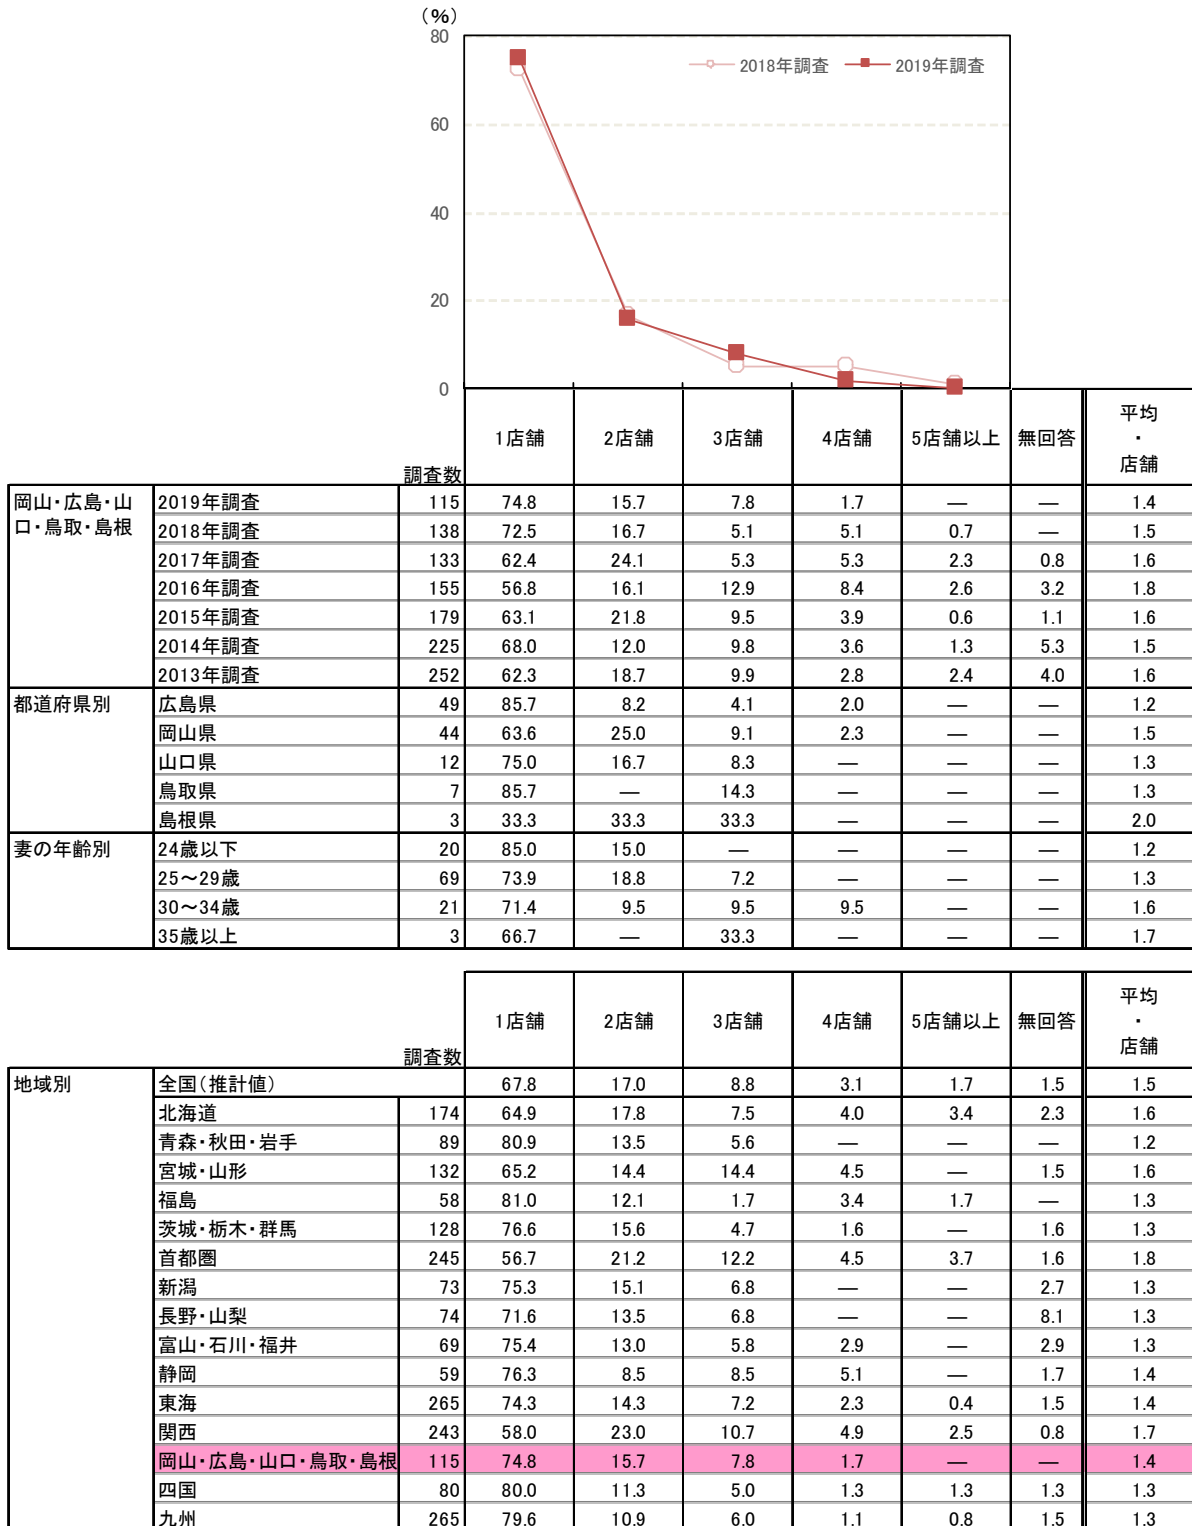 (%)
80
60
40
20
0
2018年調査 2019年調査
調査数 1店舗 2店舗 3店舗 4店舗 5店舗以上 無回答 平均・店舗
岡山・広島・山口・鳥取・島根 2019年調査 115 74.8 15.7 7.8 1.7 — — 1.4
2018年調査 138 72.5 16.7 5.1 5.1 0.7 — 1.5
2017年調査 133 62.4 24.1 5.3 5.3 2.3 0.8 1.6
2016年調査 155 56.8 16.1 12.9 8.4 2.6 3.2 1.8
2015年調査 179 63.1 21.8 9.5 3.9 0.6 1.1 1.6
2014年調査 225 68.0 12.0 9.8 3.6 1.3 5.3 1.5
2013年調査 252 62.3 18.7 9.9 2.8 2.4 4.0 1.6
都道府県別 広島県 49 85.7 8.2 4.1 2.0 — — 1.2
岡山県 44 63.6 25.0 9.1 2.3 — — 1.5
山口県 12 75.0 16.7 8.3 — — — 1.3
鳥取県 7 85.7 — 14.3 — — — 1.3
島根県 3 33.3 33.3 33.3 — — — 2.0
妻の年齢別 24歳以下 20 85.0 15.0 — — — — 1.2
25～29歳 69 73.9 18.8 7.2 — — — 1.3
30～34歳 21 71.4 9.5 9.5 9.5 — — 1.6
35歳以上 3 66.7 — 33.3 — — — 1.7
調査数 1店舗 2店舗 3店舗 4店舗 5店舗以上 無回答 平均・店舗
地域別 全国(推計値) 67.8 17.0 8.8 3.1 1.7 1.5 1.5
北海道 174 64.9 17.8 7.5 4.0 3.4 2.3 1.6
青森・秋田・岩手 89 80.9 13.5 5.6 — — — 1.2
宮城・山形 132 65.2 14.4 14.4 4.5 — 1.5 1.6
福島 58 81.0 12.1 1.7 3.4 1.7 — 1.3
茨城・栃木・群馬 128 76.6 15.6 4.7 1.6 — 1.6 1.3
首都圏 245 56.7 21.2 12.2 4.5 3.7 1.6 1.8
新潟 73 75.3 15.1 6.8 — — 2.7 1.3
長野・山梨 74 71.6 13.5 6.8 — — 8.1 1.3
富山・石川・福井 69 75.4 13.0 5.8 2.9 — 2.9 1.3
静岡 59 76.3 8.5 8.5 5.1 — 1.7 1.4
東海 265 74.3 14.3 7.2 2.3 0.4 1.5 1.4
関西 243 58.0 23.0 10.7 4.9 2.5 0.8 1.7
岡山・広島・山口・鳥取・島根 115 74.8 15.7 7.8 1.7 — — 1.4
四国 80 80.0 11.3 5.0 1.3 1.3 1.3 1.3
九州 265 79.6 10.9 6.0 1.1 0.8 1.5 1.3